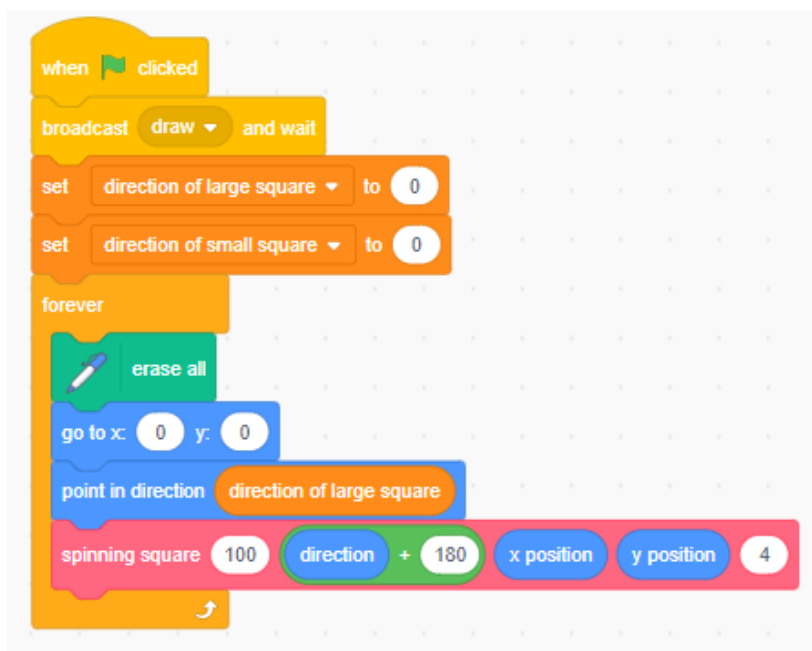 when clicked
broadcast draw and wait
set direction of large square to 0
set direction of small square to 0
forever
erase all
go to x: 0 y: 0
point in direction direction of large square
spinning square 100 direction + 180 x position y position 4